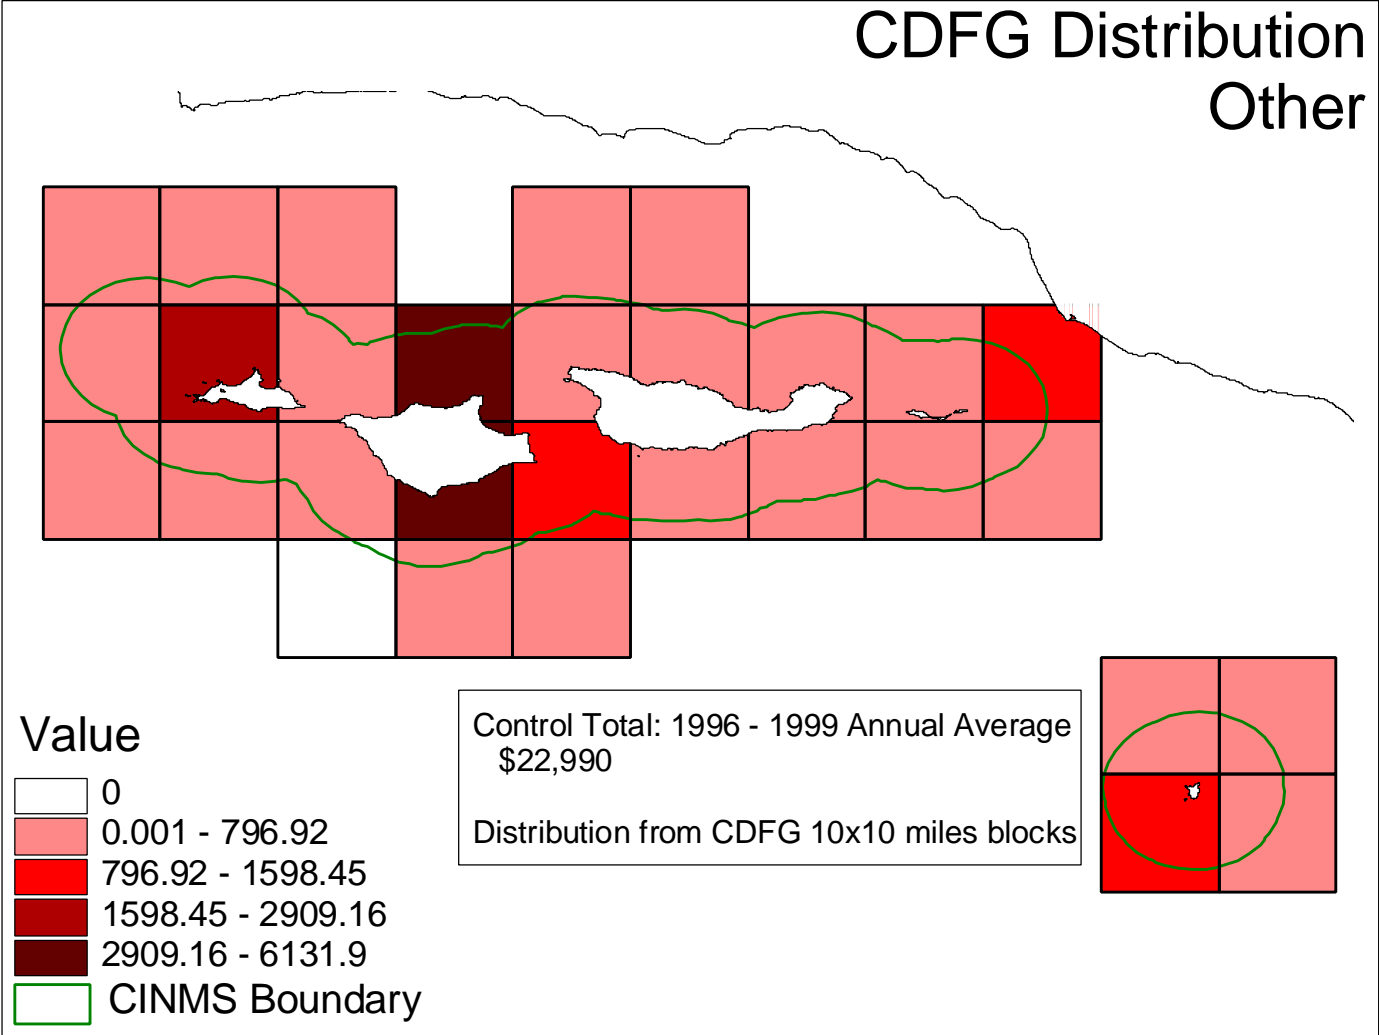 CDFG Distribution
Other
Control Total: 1996 - 1999 Annual Average
$22,990
Distribution from CDFG 10x10 miles blocks
Value
0
0.001 - 796.92
796.92 - 1598.45
1598.45 - 2909.16
2909.16 - 6131.9
CINMS Boundary